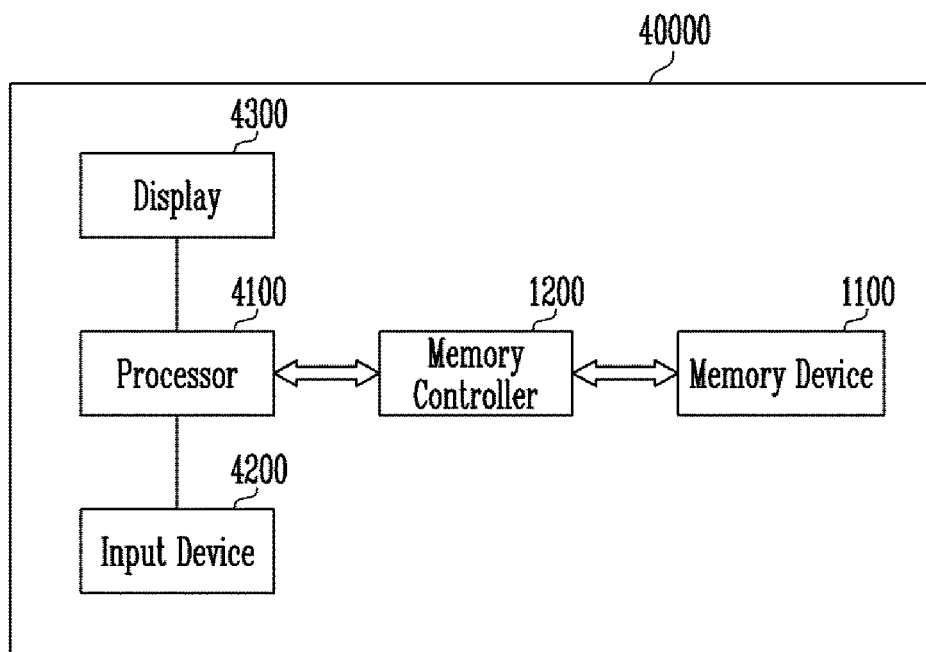 40000
4300
Display
4100
Processor
1200
Memory
Controller
1100
Memory Device
4200
Input Device